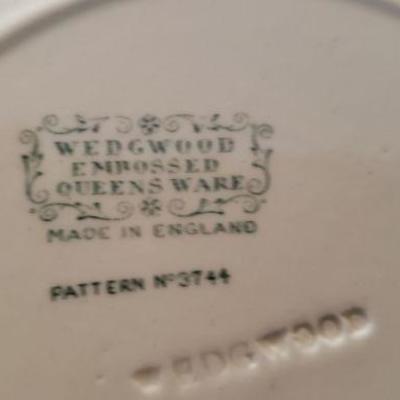 WEDGWOOD
EMBOSSED
QUEENS WARE
MADE IN ENGLAND
PATTERN Nº3744
WEDGWOOD